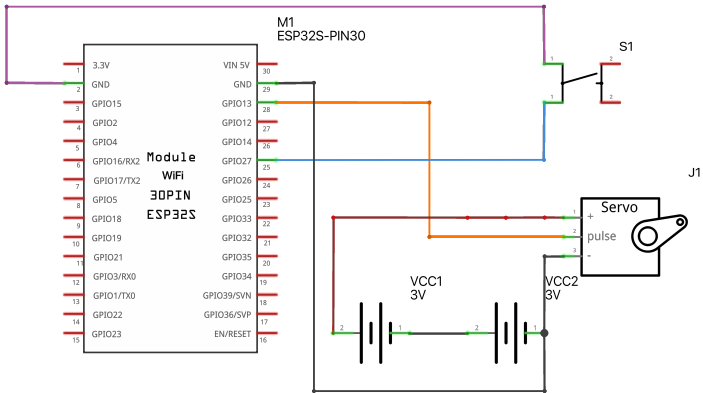 M1
ESP32S-PIN30
S1
J1
3.3V
GND
GPIO15
GPIO2
GPIO4
GPIO16/RX2
GPIO17/TX2
GPIO5
GPIO18
GPIO19
GPIO21
GPIO3/RX0
GPIO1/TX0
GPIO22
GPIO23
1
2
3
4
5
6
7
8
9
10
11
12
13
14
15
Module
WiFi
30PIN
ESP32S
VIN 5V
GND
GPIO13
GPIO12
GPIO14
GPIO27
GPIO26
GPIO25
GPIO33
GPIO32
GPIO35
GPIO34
GPIO39/SVN
GPIO36/SVP
EN/RESET
30
29
28
27
26
25
24
23
22
21
20
19
18
17
16
1
2
1
2
Servo
1 +
2 pulse
3 -
VCC1
3V
VCC2
3V
2
1
2
1